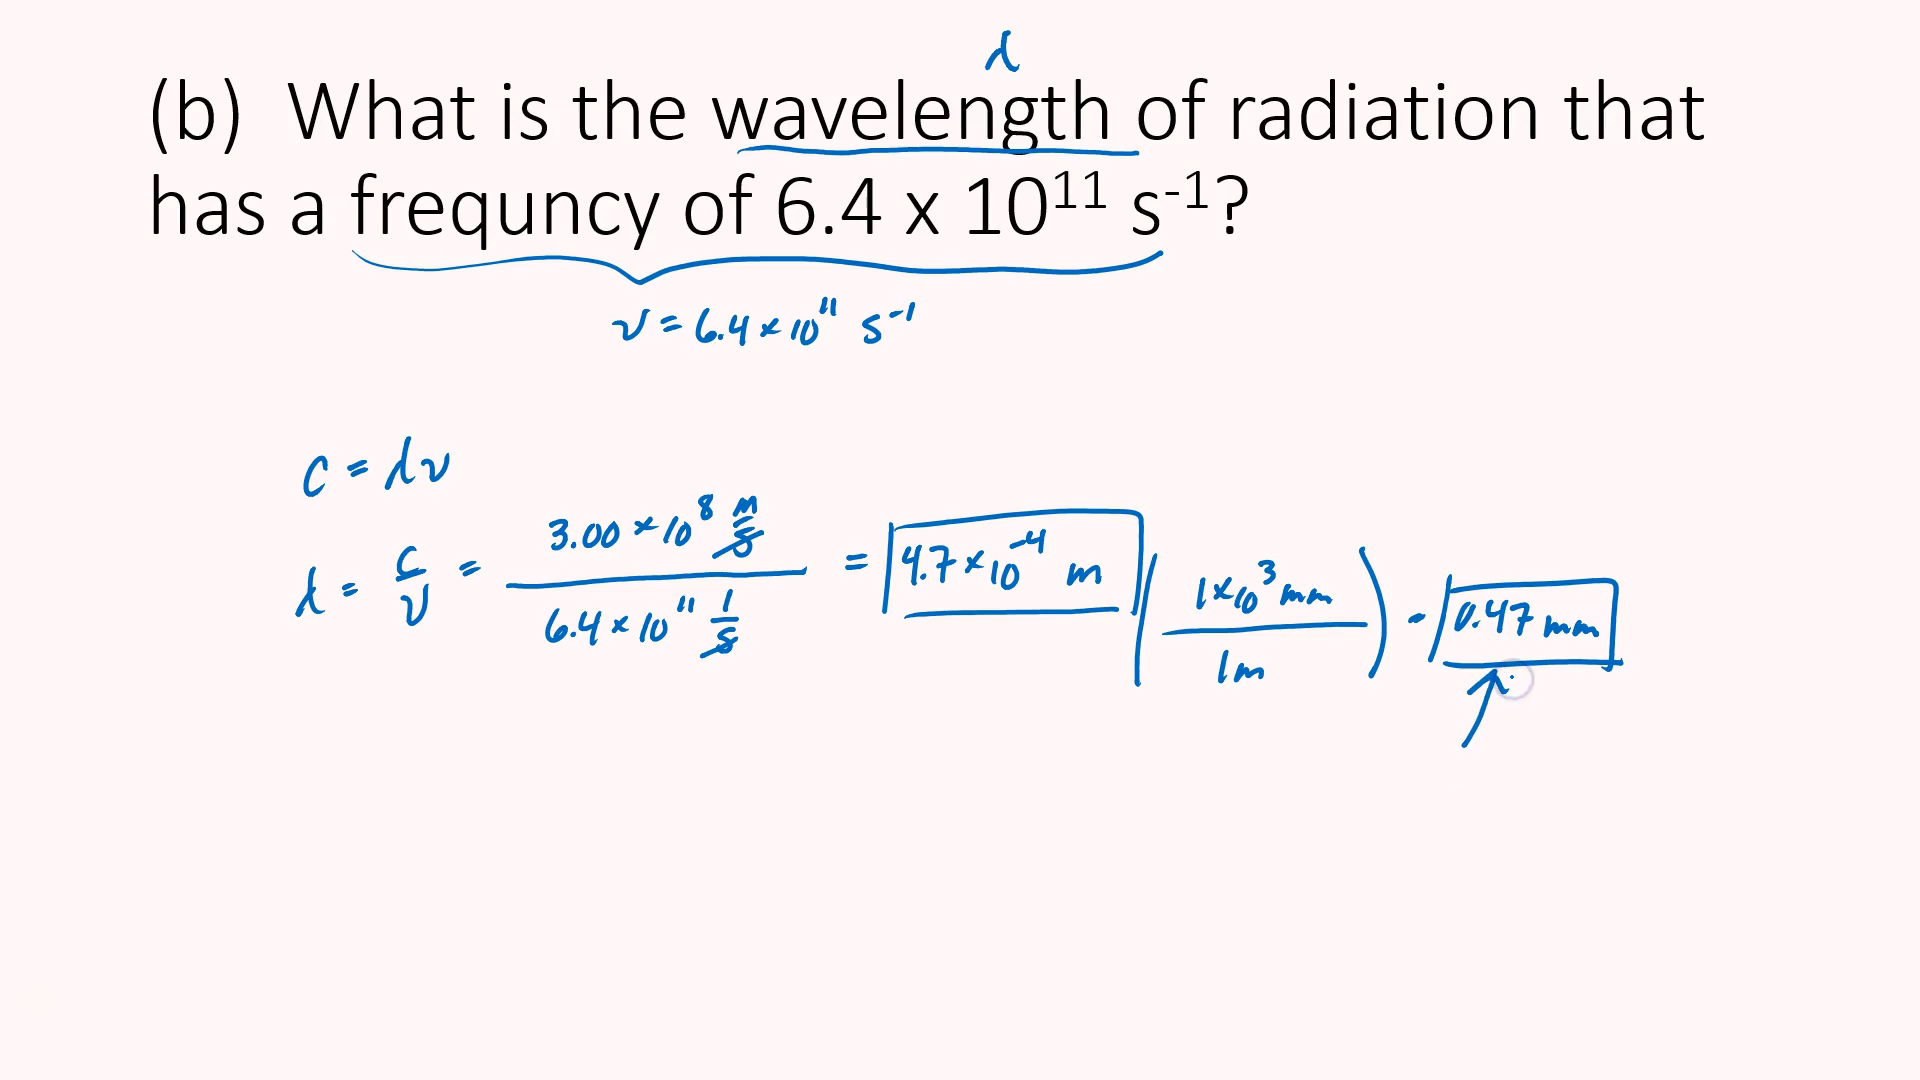 λ
(b) What is the wavelength of radiation that
has a frequncy of 6.4 x 10¹¹ s⁻¹?
ν = 6.4 × 10¹¹ s⁻¹
c = λν
λ = c/ν = (3.00 × 10⁸ m/s)/(6.4 × 10¹¹ 1/s) = 4.7 × 10⁻⁴ m (1×10³ mm / 1m) = 0.47 mm